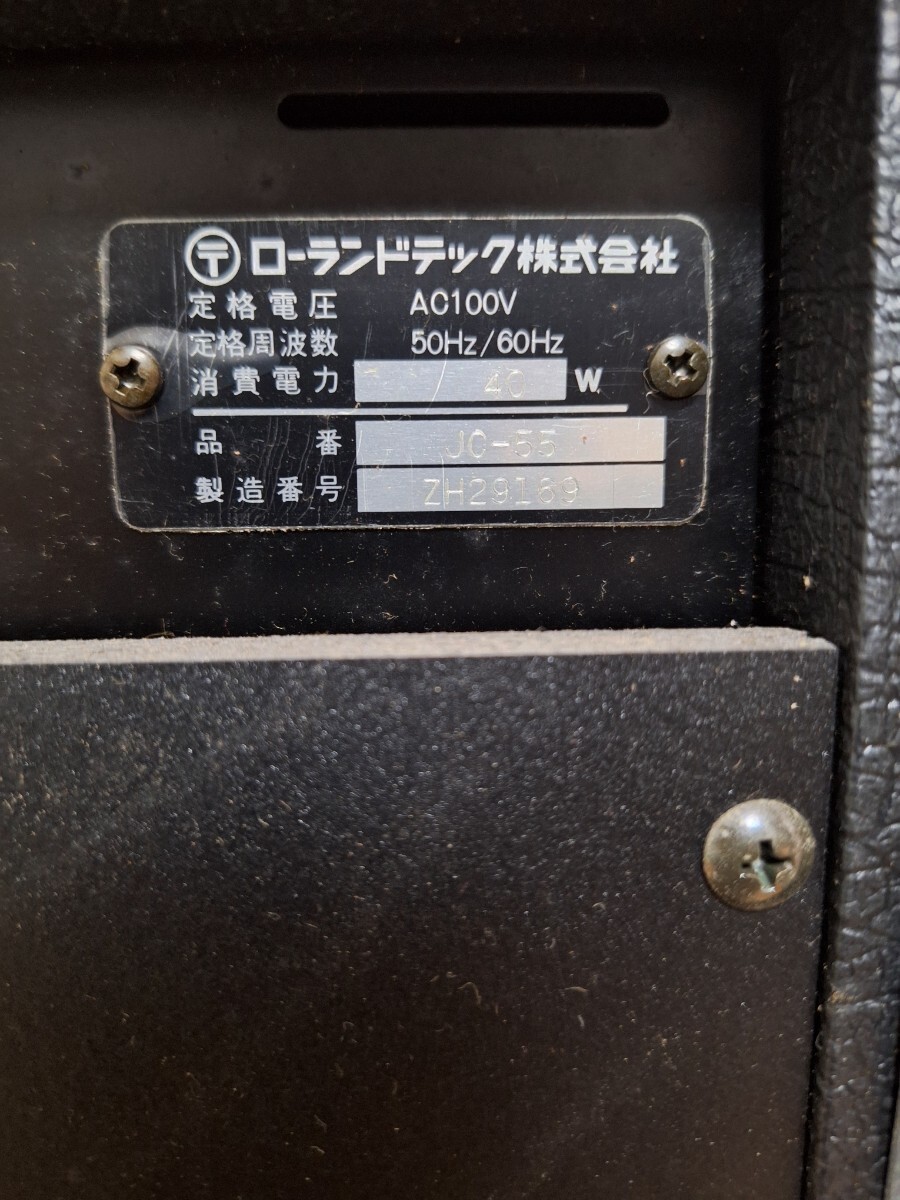 〒 ローランドテック株式会社
定格電圧 AC100V
定格周波数 50Hz/60Hz
消費電力 40 W
品番 JC-55
製造番号 ZH29169